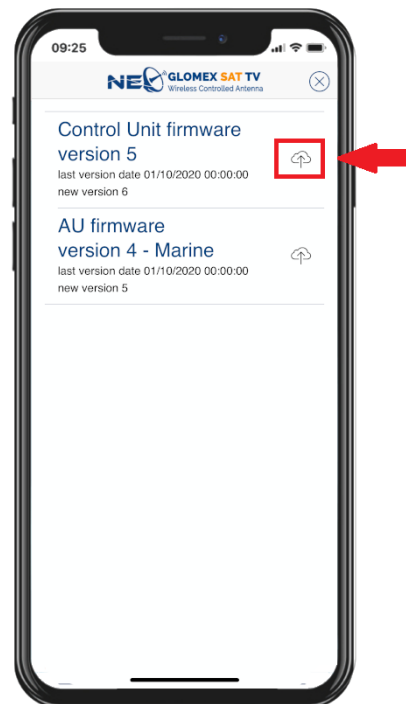 09:25
NEO GLOMEX SAT TV
Wireless Controlled Antenna
Control Unit firmware
version 5
last version date 01/10/2020 00:00:00
new version 6
AU firmware
version 4 - Marine
last version date 01/10/2020 00:00:00
new version 5